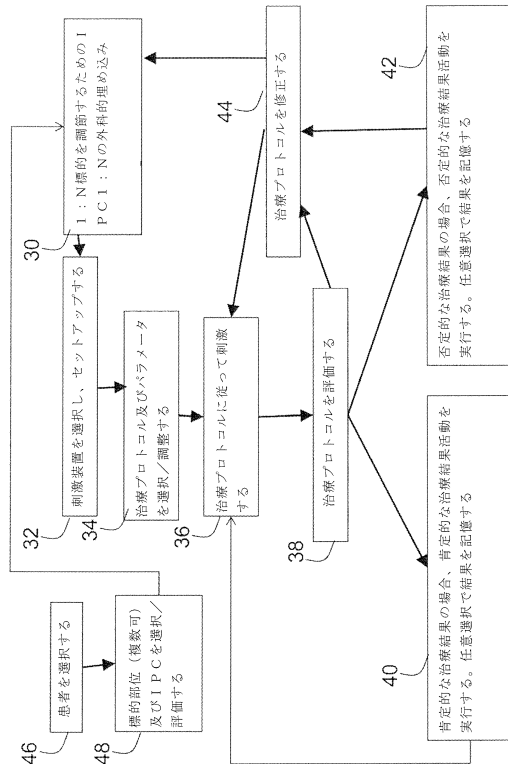 46
患者を選択する
48
標的部位（複数可）
及びＩＰＣを選択／
評価する
30
１：Ｎ標的を調節するためのＩ
ＰＣ１：Ｎの外科的埋め込み
32
刺激装置を選択し、セットアップする
34
治療プロトコル及びパラメータ
を選択／調整する
36
治療プロトコルに従って刺激
する
38
治療プロトコルを評価する
44
治療プロトコルを修正する
40
肯定的な治療結果の場合、肯定的な治療結果活動を
実行する。任意選択で結果を記憶する
42
否定的な治療結果の場合、否定的な治療結果活動を
実行する。任意選択で結果を記憶する